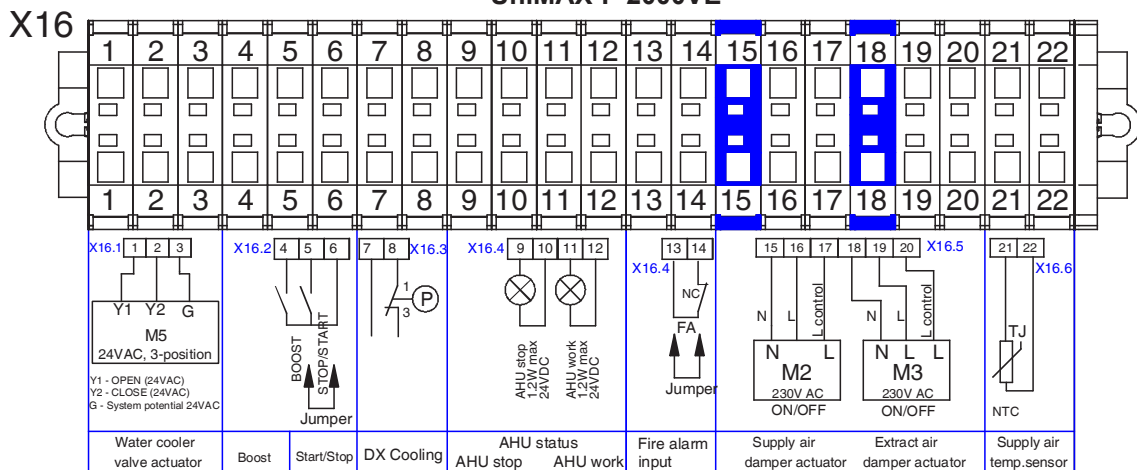 X16
1 2 3 4 5 6 7 8 9 10 11 12 13 14 15 16 17 18 19 20 21 22
1 2 3 4 5 6 7 8 9 10 11 12 13 14 15 16 17 18 19 20 21 22
X16.1 1 2 3
X16.2 4 5 6
7 8 X16.3
X16.4 9 10 11 12
13 14
X16.4
15 16 17 18 19 20 X16.5
21 22
X16.6
Y1 Y2 G
M5
24VAC, 3-position
Y1 - OPEN (24VAC)
Y2 - CLOSE (24VAC)
G - System potential 24VAC
BOOST
STOP/START
Jumper
1
P
3
AHU stop
1.2W max
24VDC
AHU work
1.2W max
24VDC
NC
FA
Jumper
N L L control
N L
M2
230V AC
ON/OFF
N L L control
N L L
M3
230V AC
ON/OFF
TJ
NTC
Water cooler
valve actuator
Boost
Start/Stop
DX Cooling
AHU status
AHU stop AHU work
Fire alarm
input
Supply air
damper actuator
Extract air
damper actuator
Supply air
temp.sensor